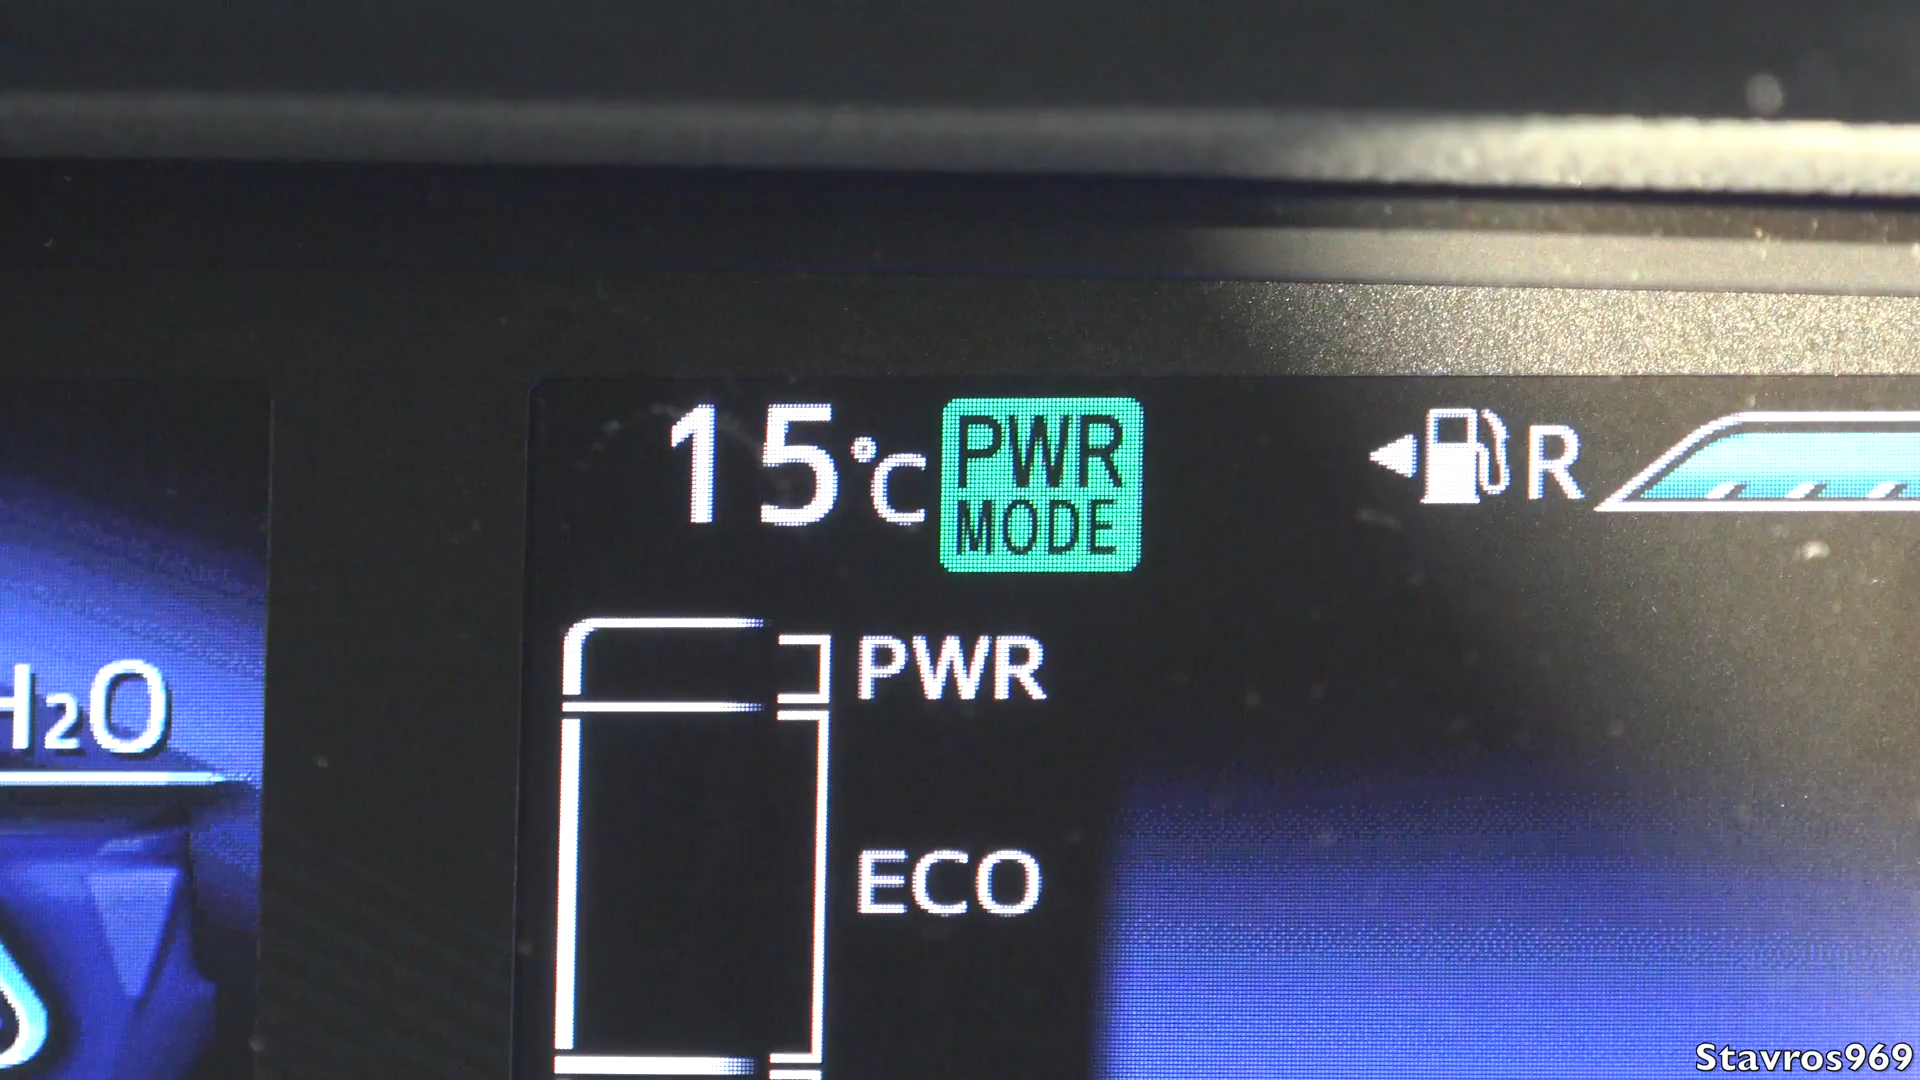 15°C
PWR
MODE
R
PWR
H₂O
ECO
Stavros969